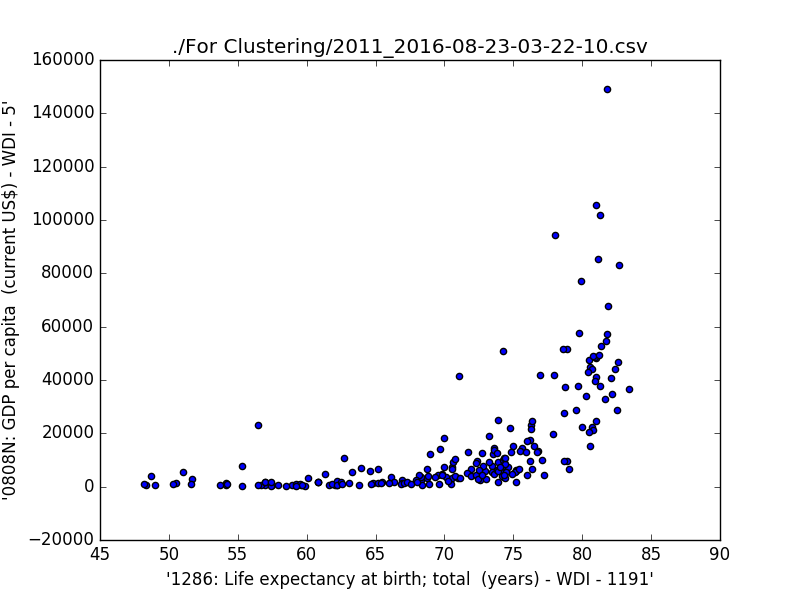 ./For Clustering/2011_2016-08-23-03-22-10.csv
160000
140000
120000
100000
80000
60000
40000
20000
0
−20000
'0808N: GDP per capita  (current US$) - WDI - 5'
45 50 55 60 65 70 75 80 85 90
'1286: Life expectancy at birth; total  (years) - WDI - 1191'